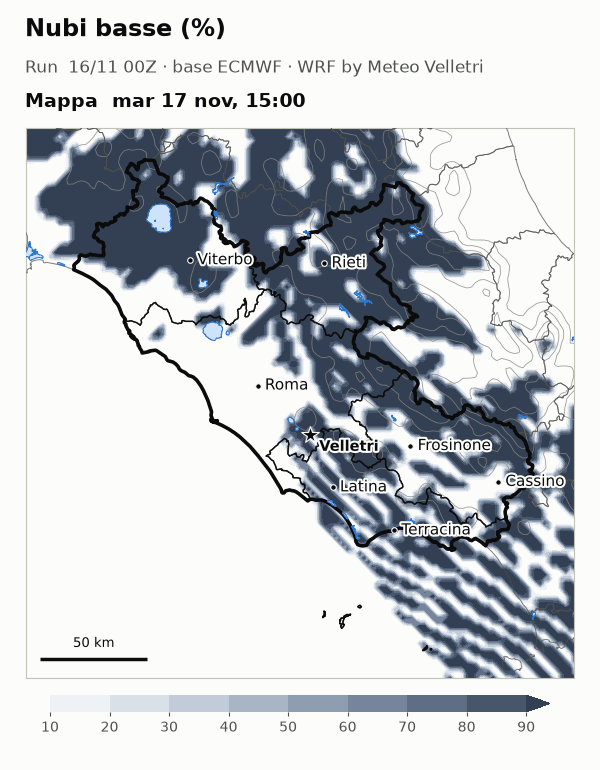 Nubi basse (%)
Run  16/11 00Z · base ECMWF · WRF by Meteo Velletri
Mappa  mar 17 nov, 15:00
Viterbo
Rieti
Roma
Velletri
Frosinone
Cassino
Latina
Terracina
50 km
10 20 30 40 50 60 70 80 90